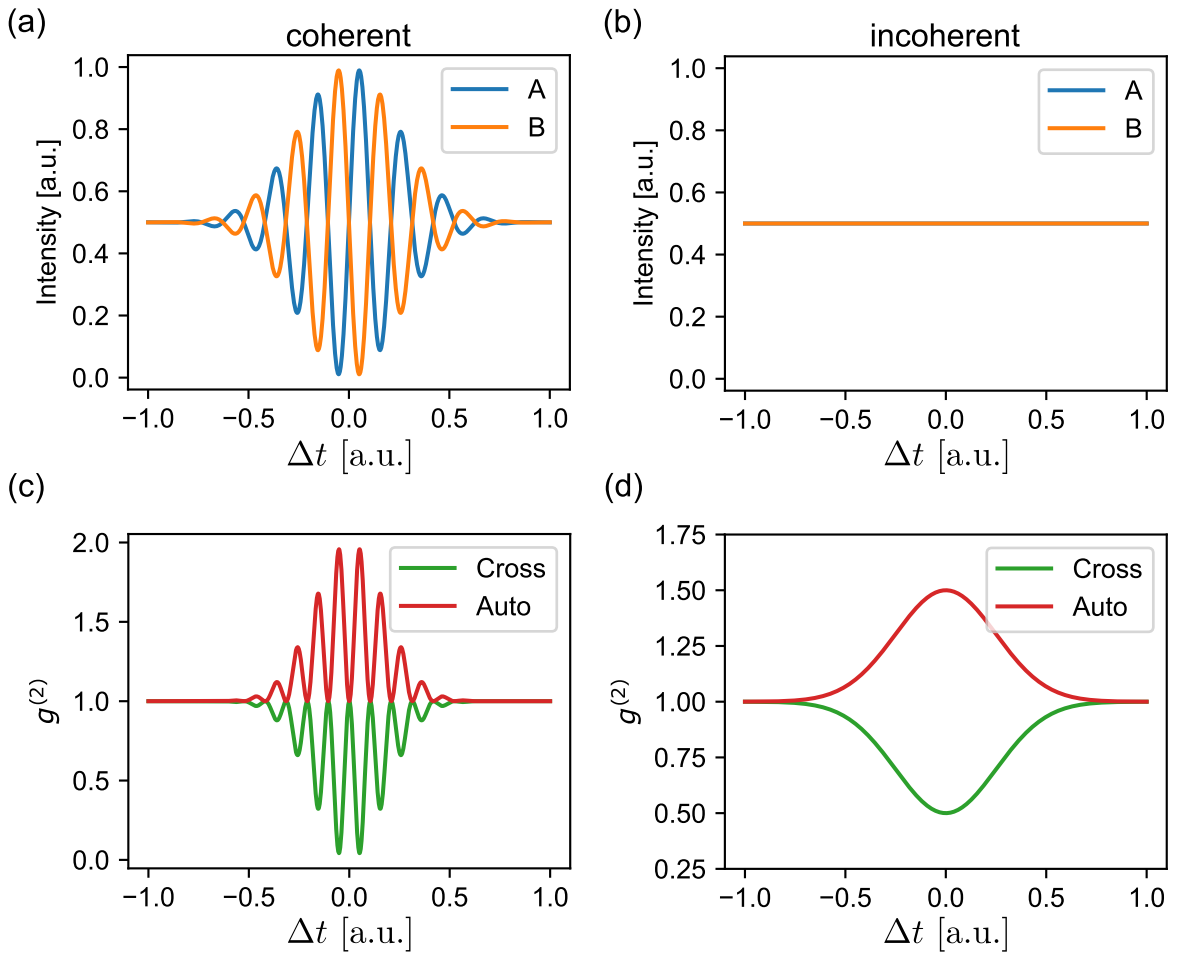 (a)
coherent
1.0
0.8
0.6
0.4
0.2
0.0
Intensity [a.u.]
A
B
−1.0 −0.5 0.0 0.5 1.0
Δt [a.u.]
(b)
incoherent
1.0
0.8
0.6
0.4
0.2
0.0
Intensity [a.u.]
A
B
−1.0 −0.5 0.0 0.5 1.0
Δt [a.u.]
(c)
2.0
1.5
1.0
0.5
0.0
g⁽²⁾
Cross
Auto
−1.0 −0.5 0.0 0.5 1.0
Δt [a.u.]
(d)
1.75
1.50
1.25
1.00
0.75
0.50
0.25
g⁽²⁾
Cross
Auto
−1.0 −0.5 0.0 0.5 1.0
Δt [a.u.]